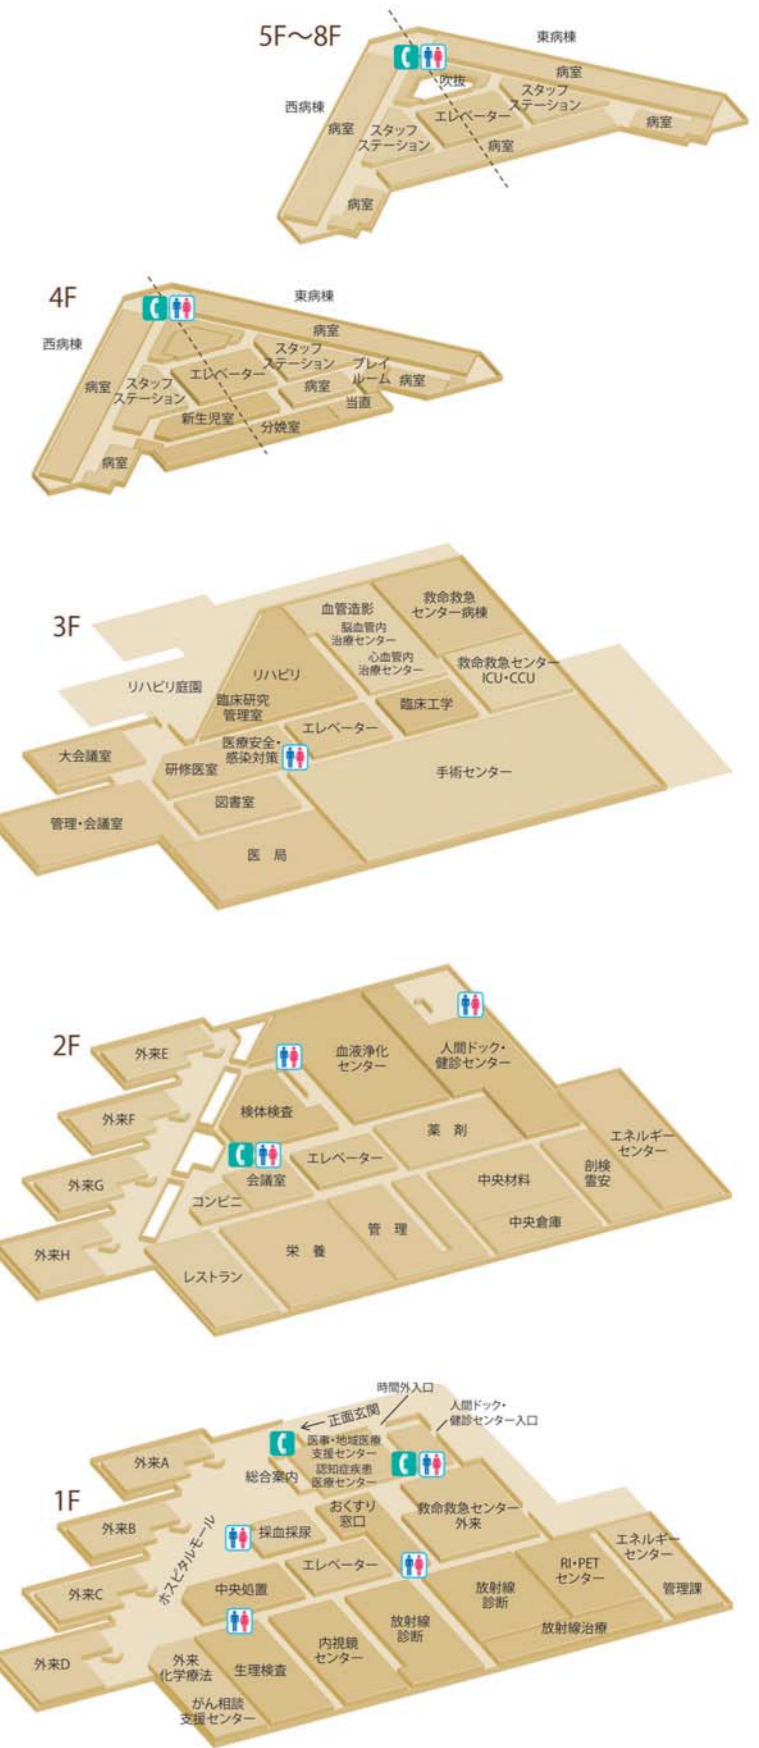 5F～8F
東病棟
病室
吹抜
スタッフ
ステーション
西病棟
エレベーター
病室
病室
スタッフ
ステーション
病室
病室
4F
東病棟
病室
西病棟
スタッフ
ステーション
プレイ
ルーム
エレベーター
病室
病室
スタッフ
ステーション
病室
当直
新生児室
分娩室
病室
3F
血管造影
脳血管内
治療センター
心血管内
治療センター
救命救急
センター病棟
救命救急センター
ICU・CCU
リハビリ
リハビリ庭園
臨床研究
管理室
臨床工学
エレベーター
医療安全・
感染対策
大会議室
研修医室
手術センター
図書室
管理・会議室
医　局
2F
外来E
血液浄化
センター
人間ドック・
健診センター
外来F
検体検査
薬　剤
エネルギー
センター
エレベーター
剖検
霊安
外来G
会議室
中央材料
コンビニ
中央倉庫
管　理
外来H
栄　養
レストラン
時間外入口
人間ドック・
健診センター入口
←正面玄関
医事・地域医療
支援センター
認知症疾患
医療センター
外来A
総合案内
1F
おくすり
窓口
救命救急センター
外来
外来B
採血採尿
ホスピタルモール
エネルギー
センター
エレベーター
RI・PET
センター
外来C
中央処置
放射線
診断
管理課
放射線
診断
放射線治療
内視鏡
センター
外来D
外来
化学療法
生理検査
がん相談
支援センター